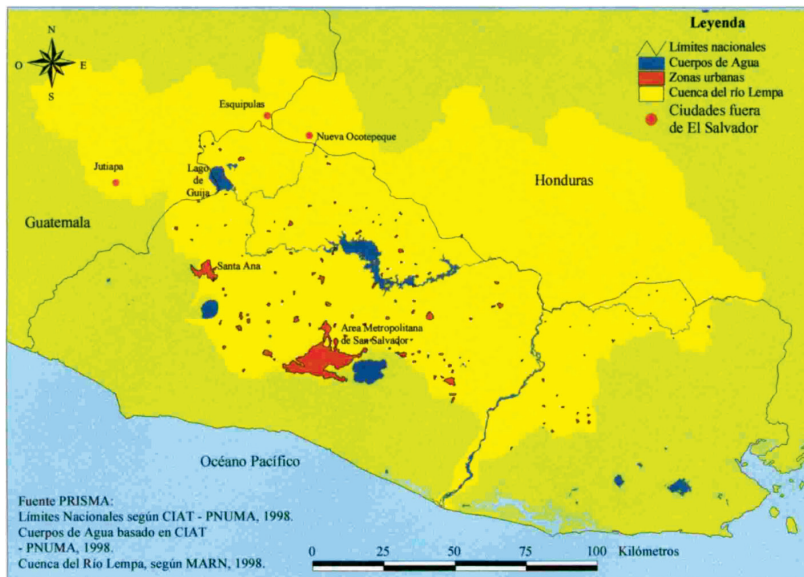 Leyenda
Límites nacionales
Cuerpos de Agua
Zonas urbanas
Cuenca del río Lempa
Ciudades fuera
de El Salvador
N
O
E
S
Esquipulas
Nueva Ocotepeque
Jutiapa
Lago
de
Guija
Honduras
Guatemala
Santa Ana
Area Metropolitana
de San Salvador
Océano Pacífico
Fuente PRISMA:
Límites Nacionales según CIAT - PNUMA, 1998.
Cuerpos de Agua basado en CIAT
- PNUMA, 1998.
Cuenca del Río Lempa, según MARN, 1998.
0 25 50 75 100 Kilómetros